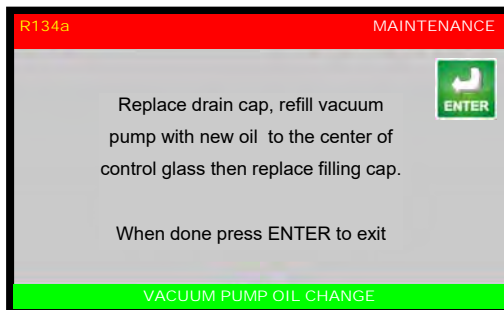 R134a MAINTENANCE
ENTER
Replace drain cap, refill vacuum
pump with new oil to the center of
control glass then replace filling cap.
When done press ENTER to exit
VACUUM PUMP OIL CHANGE